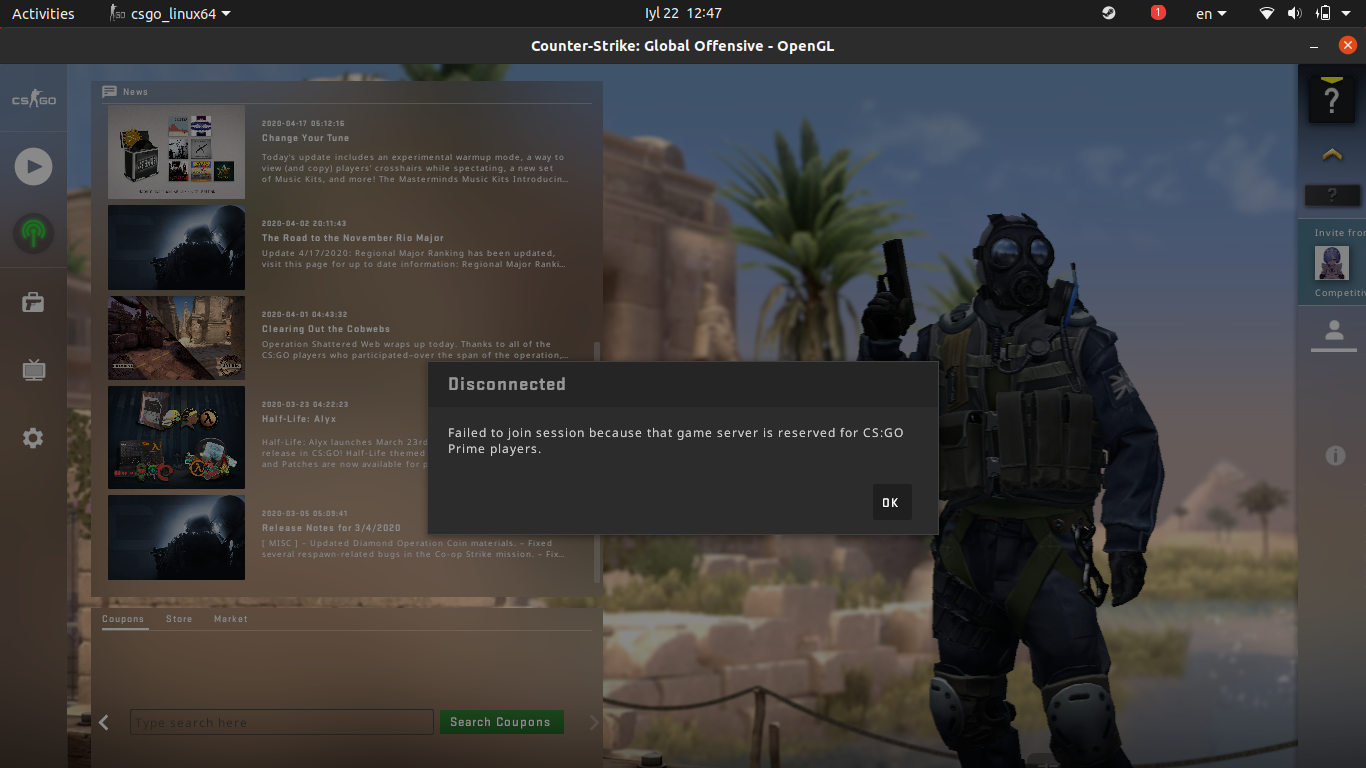 Activities
csgo_linux64
Iyl 22 12:47
1
en
Counter-Strike: Global Offensive - OpenGL
CS GO
News
2020-04-17 05:12:16
Change Your Tune
Today's update includes an experimental warmup mode, a way to
view (and copy) players' crosshairs while spectating, a new set
of Music Kits, and more! The Masterminds Music Kits Introducin...
2020-04-02 20:11:43
The Road to the November Rio Major
Update 4/17/2020: Regional Major Ranking has been updated,
visit this page for up to date information: Regional Major Ranki...
2020-04-01 04:43:32
Clearing Out the Cobwebs
Operation Shattered Web wraps up today. Thanks to all of the
CS:GO players who participated–over the span of the operation,...
2020-03-23 04:22:23
Half-Life: Alyx
Half-Life: Alyx launches March 23rd
release in CS:GO! Half-Life themed
and Patches are now available for p
2020-03-05 05:09:41
Release Notes for 3/4/2020
[ MISC ] – Updated Diamond Operation Coin materials. – Fixed
several respawn-related bugs in the Co-op Strike mission. – Fix...
Disconnected
Failed to join session because that game server is reserved for CS:GO
Prime players.
OK
Coupons
Store
Market
Type search here
Search Coupons
?
?
Invite fro
Competitiv